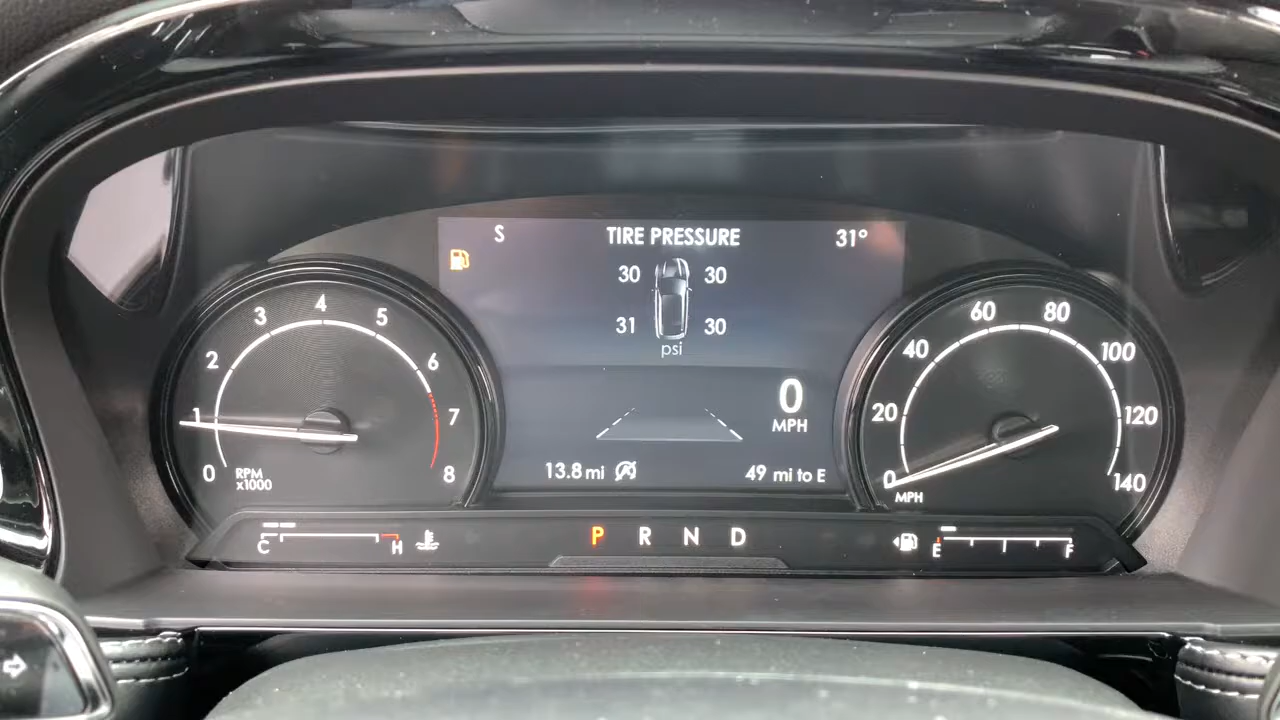 S TIRE PRESSURE 31°
30 30
31 30
psi
0
MPH
13.8 mi 49 mi to E
0 1 2 3 4 5 6 7 8
RPM
x1000
0 20 40 60 80 100 120 140
MPH
C H P R N D E F